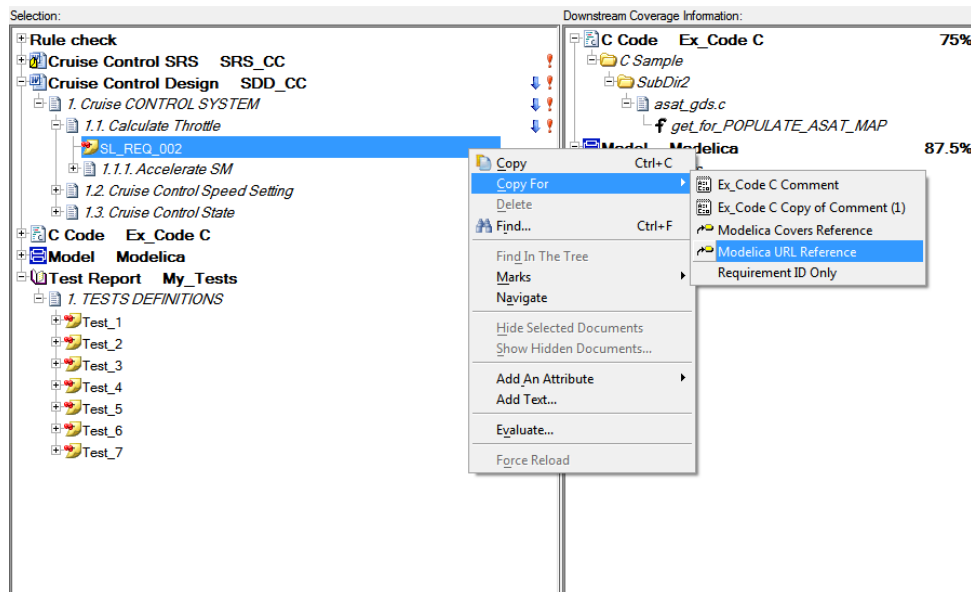 Selection:
Rule check
Cruise Control SRS SRS_CC
Cruise Control Design SDD_CC
1. Cruise CONTROL SYSTEM
1.1. Calculate Throttle
SL_REQ_002
1.1.1. Accelerate SM
1.2. Cruise Control Speed Setting
1.3. Cruise Control State
C Code Ex_Code C
Model Modelica
Test Report My_Tests
1. TESTS DEFINITIONS
Test_1
Test_2
Test_3
Test_4
Test_5
Test_6
Test_7
Downstream Coverage Information:
C Code Ex_Code C 75%
C Sample
SubDir2
asat_gds.c
get_for_POPULATE_ASAT_MAP
Model Modelica 87.5%
Copy Ctrl+C
Copy For
Delete
Find... Ctrl+F
Find In The Tree
Marks
Navigate
Hide Selected Documents
Show Hidden Documents...
Add An Attribute
Add Text...
Evaluate...
Force Reload
Ex_Code C Comment
Ex_Code C Copy of Comment (1)
Modelica Covers Reference
Modelica URL Reference
Requirement ID Only